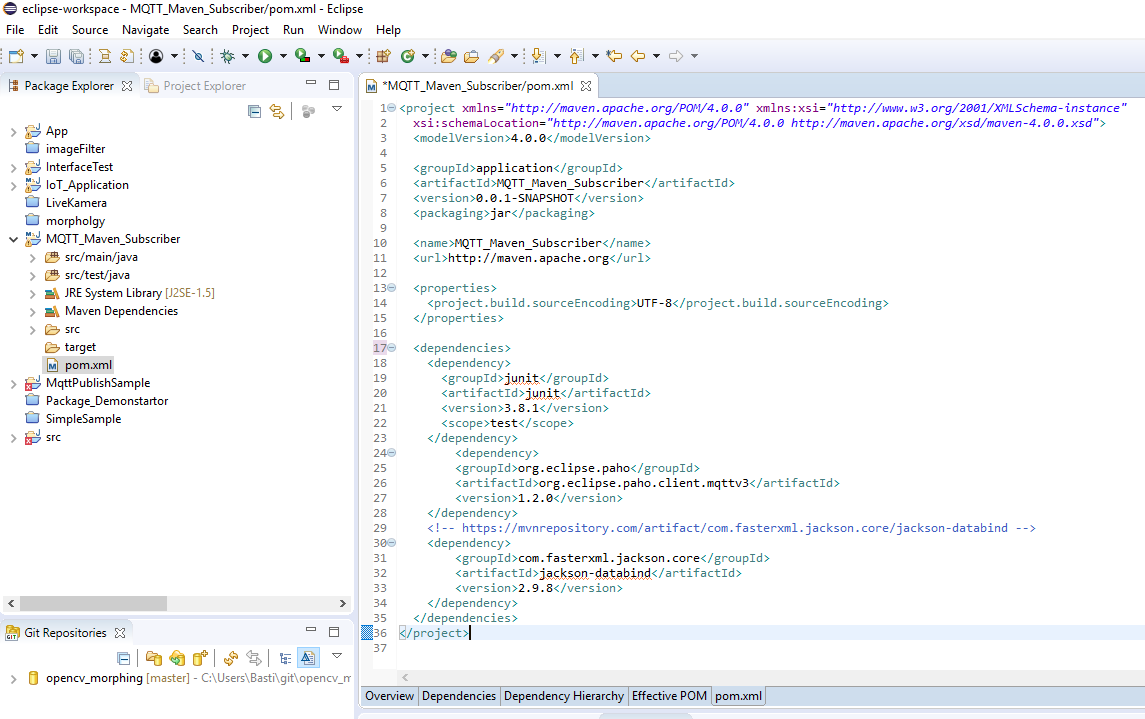 eclipse-workspace - MQTT_Maven_Subscriber/pom.xml - Eclipse
File Edit Source Navigate Search Project Run Window Help
Package Explorer
Project Explorer
App
imageFilter
InterfaceTest
IoT_Application
LiveKamera
morpholgy
MQTT_Maven_Subscriber
src/main/java
src/test/java
JRE System Library [J2SE-1.5]
Maven Dependencies
src
target
pom.xml
MqttPublishSample
Package_Demonstartor
SimpleSample
src
Git Repositories
opencv_morphing [master] - C:\Users\Basti\git\opencv_m
*MQTT_Maven_Subscriber/pom.xml
1 <project xmlns="http://maven.apache.org/POM/4.0.0" xmlns:xsi="http://www.w3.org/2001/XMLSchema-instance"
2 xsi:schemaLocation="http://maven.apache.org/POM/4.0.0 http://maven.apache.org/xsd/maven-4.0.0.xsd">
3 <modelVersion>4.0.0</modelVersion>
4
5 <groupId>application</groupId>
6 <artifactId>MQTT_Maven_Subscriber</artifactId>
7 <version>0.0.1-SNAPSHOT</version>
8 <packaging>jar</packaging>
9
10 <name>MQTT_Maven_Subscriber</name>
11 <url>http://maven.apache.org</url>
12
13 <properties>
14 <project.build.sourceEncoding>UTF-8</project.build.sourceEncoding>
15 </properties>
16
17 <dependencies>
18 <dependency>
19 <groupId>junit</groupId>
20 <artifactId>junit</artifactId>
21 <version>3.8.1</version>
22 <scope>test</scope>
23 </dependency>
24 <dependency>
25 <groupId>org.eclipse.paho</groupId>
26 <artifactId>org.eclipse.paho.client.mqttv3</artifactId>
27 <version>1.2.0</version>
28 </dependency>
29 <!-- https://mvnrepository.com/artifact/com.fasterxml.jackson.core/jackson-databind -->
30 <dependency>
31 <groupId>com.fasterxml.jackson.core</groupId>
32 <artifactId>jackson-databind</artifactId>
33 <version>2.9.8</version>
34 </dependency>
35 </dependencies>
36 </project>
37
Overview Dependencies Dependency Hierarchy Effective POM pom.xml